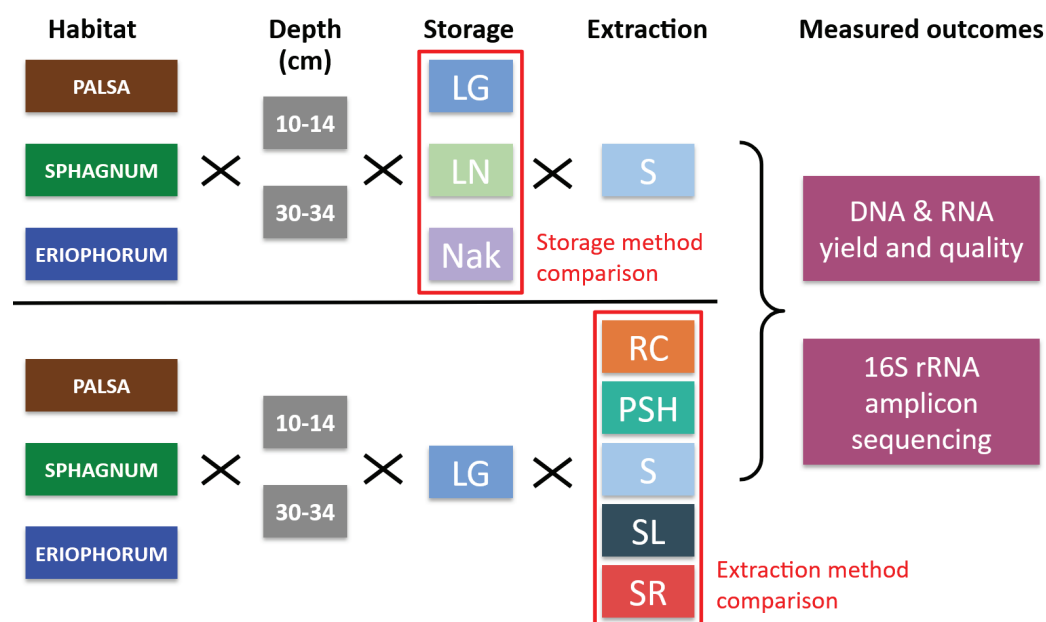 Habitat
Depth
(cm)
Storage
Extraction
Measured outcomes
PALSA
SPHAGNUM
ERIOPHORUM
10-14
30-34
LG
LN
Nak
S
Storage method
comparison
DNA & RNA
yield and quality
16S rRNA
amplicon
sequencing
PALSA
SPHAGNUM
ERIOPHORUM
10-14
30-34
LG
RC
PSH
S
SL
SR
Extraction method
comparison